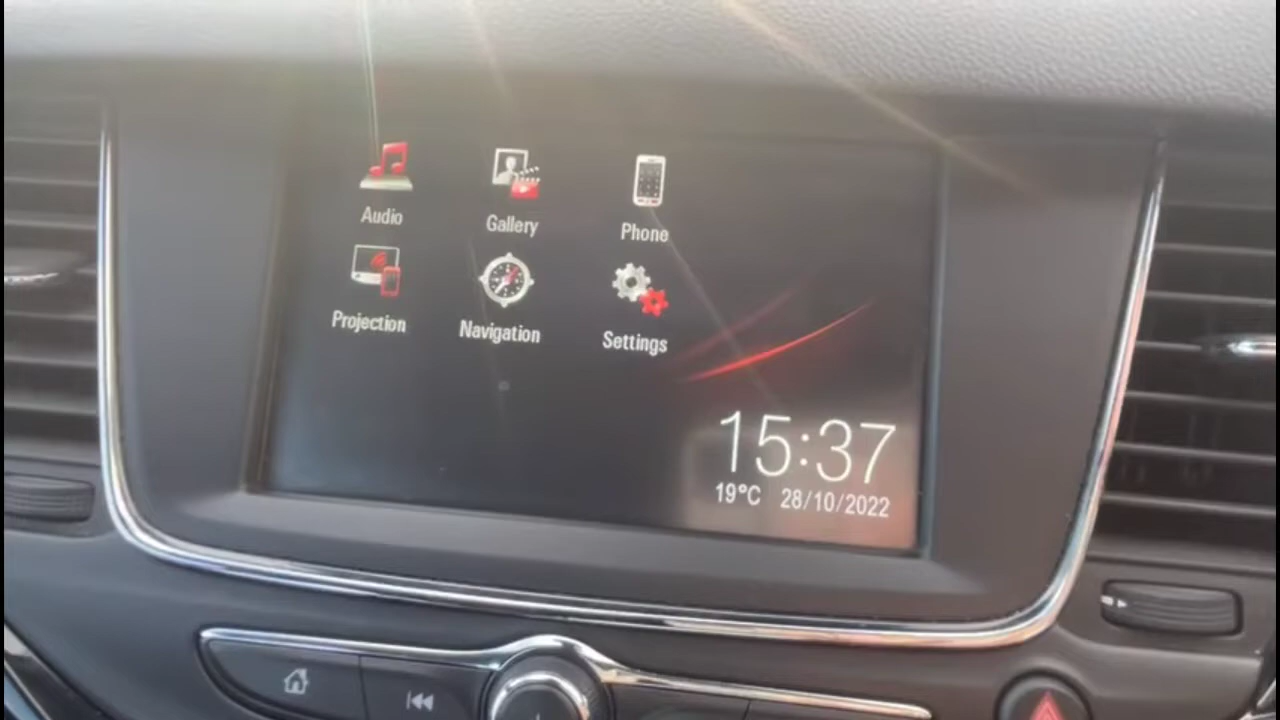 Audio
Gallery
Phone
Projection
Navigation
Settings
15:37
19°C 28/10/2022